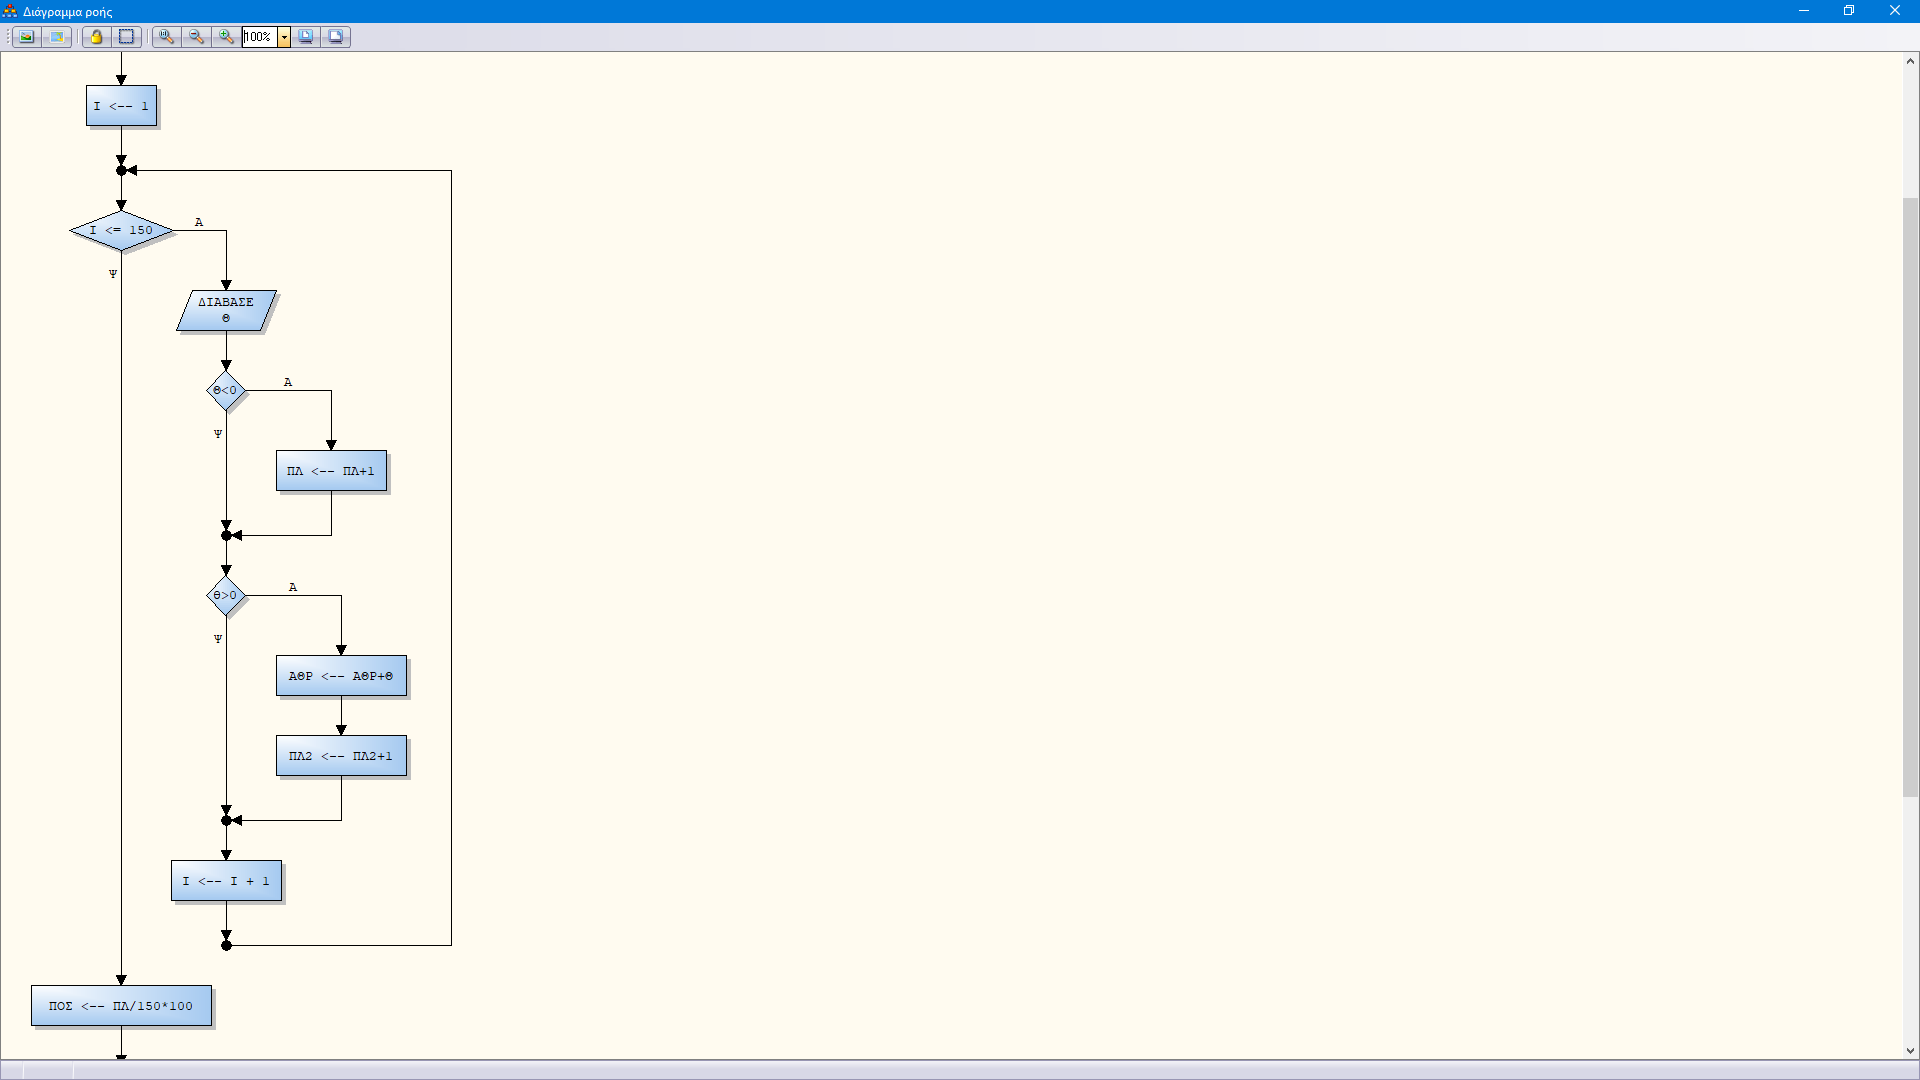 Διάγραμμα ροής
100%
Ι <-- 1
Ι <= 150
Α
Ψ
ΔΙΑΒΑΣΕ
Θ
Θ<0
Α
Ψ
ΠΛ <-- ΠΛ+1
Θ>0
Α
Ψ
ΑΘΡ <-- ΑΘΡ+Θ
ΠΛ2 <-- ΠΛ2+1
Ι <-- Ι + 1
ΠΟΣ <-- ΠΛ/150*100